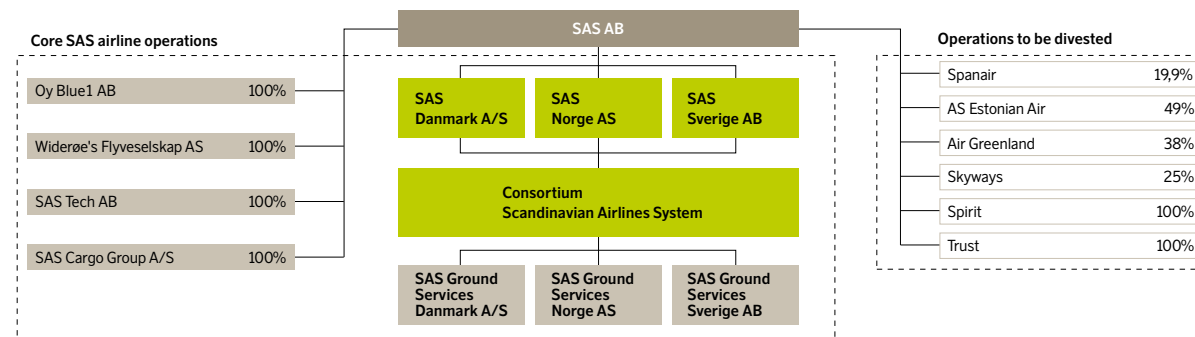 SAS AB
Core SAS airline operations
Oy Blue1 AB 100%
Widerøe's Flyveselskap AS 100%
SAS Tech AB 100%
SAS Cargo Group A/S 100%
SAS
Danmark A/S
SAS
Norge AS
SAS
Sverige AB
Consortium
Scandinavian Airlines System
SAS Ground
Services
Danmark A/S
SAS Ground
Services
Norge AS
SAS Ground
Services
Sverige AB
Operations to be divested
Spanair 19,9%
AS Estonian Air 49%
Air Greenland 38%
Skyways 25%
Spirit 100%
Trust 100%